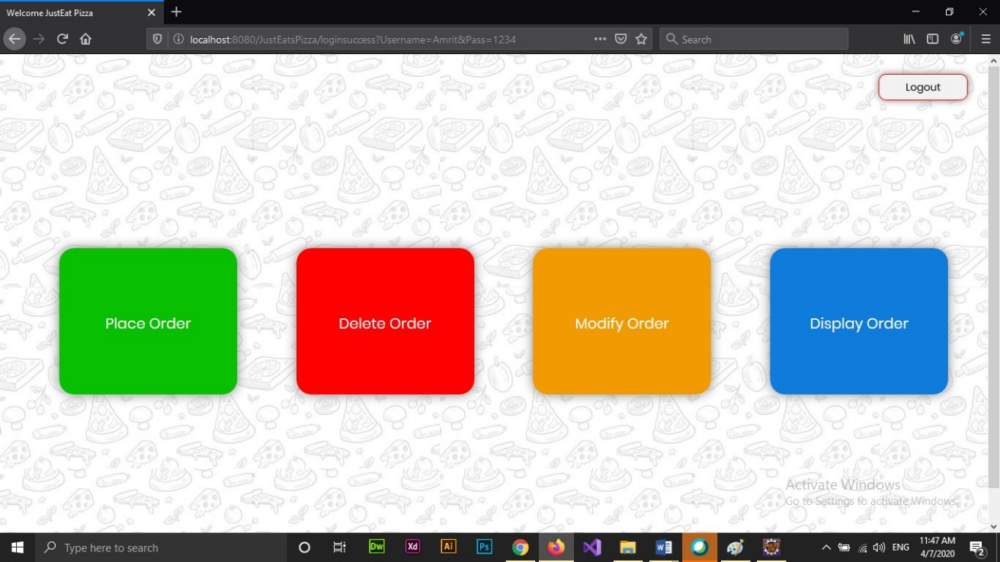 Welcome JustEat Pizza
localhost:8080/JustEatsPizza/loginsuccess?Username=Amrit&Pass=1234
Search
Logout
Place Order
Delete Order
Modify Order
Display Order
Activate Windows
Go to Settings to activate Windows.
Type here to search
Dw
Xd
Ai
Ps
ENG
11:47 AM
4/7/2020
2